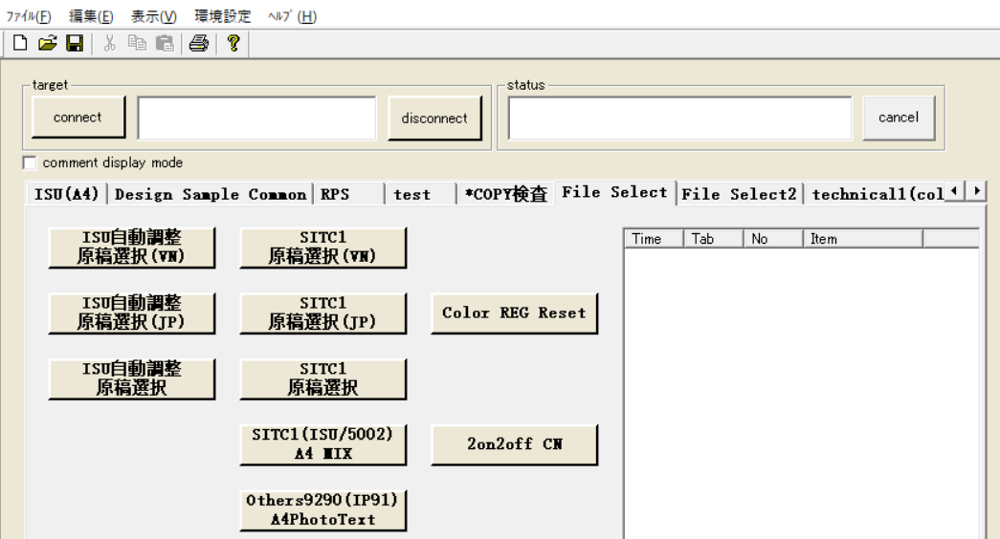 ファイル(F) 編集(E) 表示(V) 環境設定 ヘルプ(H)
target
status
connect
disconnect
cancel
comment display mode
ISU(A4) Design Sample Common RPS test *COPY検査 File Select File Select2 technical1(col
Time Tab No Item
ISU自動調整
原稿選択(VN)
SITC1
原稿選択(VN)
ISU自動調整
原稿選択(JP)
SITC1
原稿選択(JP)
Color REG Reset
ISU自動調整
原稿選択
SITC1
原稿選択
SITC1(ISU/5002)
A4 MIX
2on2off CN
Others9290(IP91)
A4PhotoText